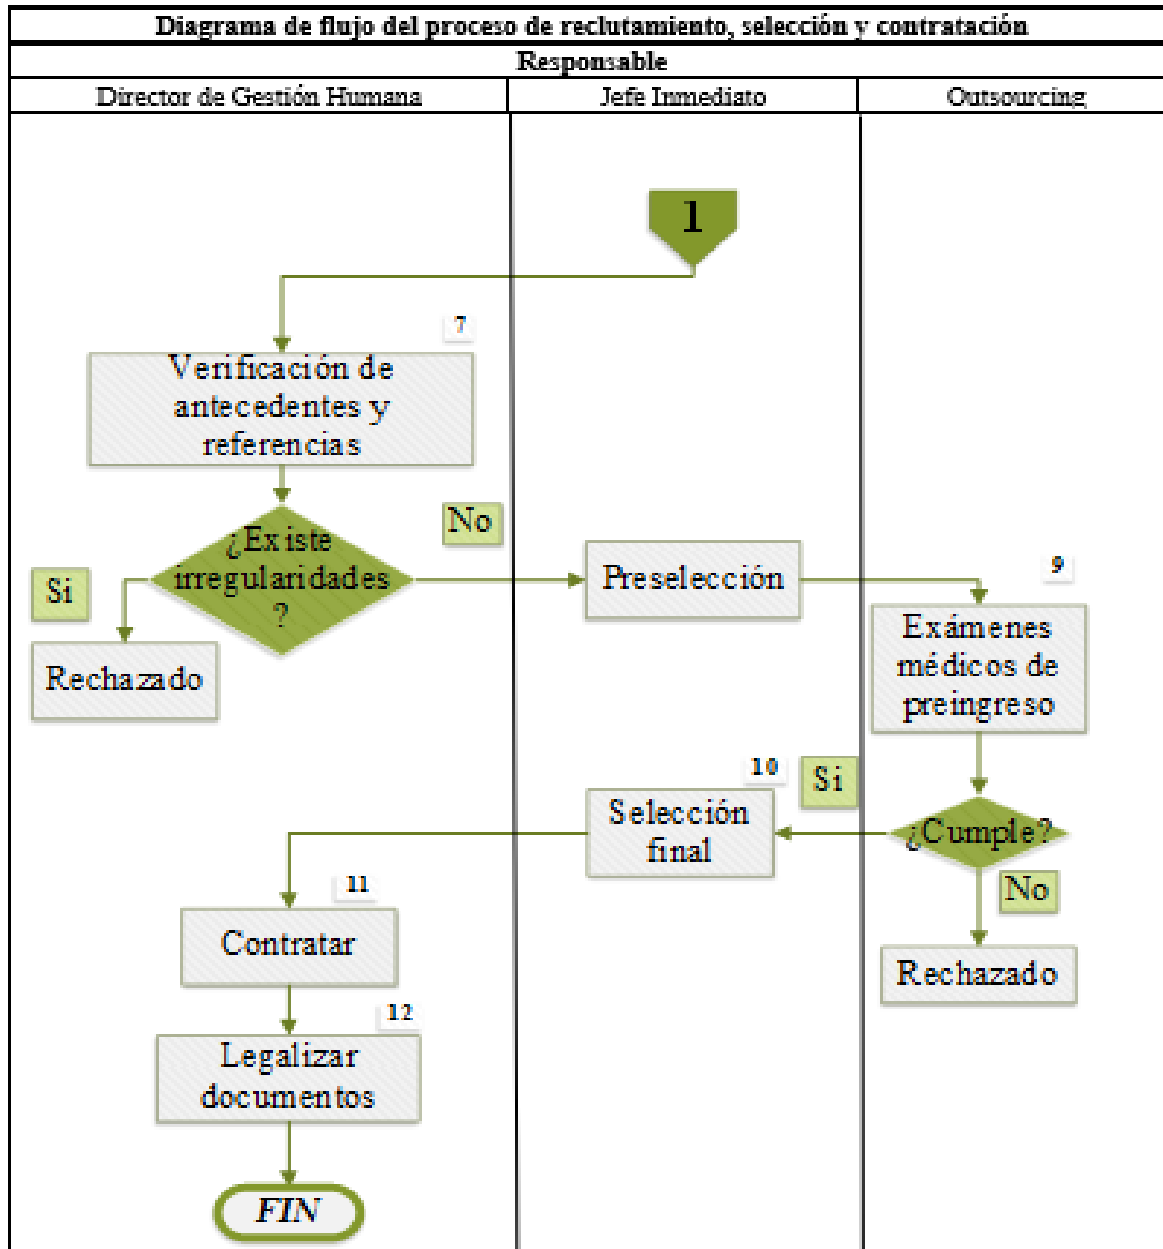 Diagrama de flujo del proceso de reclutamiento, selección y contratación
Responsable
Director de Gestión Humana
Jefe Inmediato
Outsourcing
1
7
Verificación de
antecedentes y
referencias
¿Existe
irregularidades
?
No
Si
Rechazado
Preselección
9
Exámenes
médicos de
preingreso
¿Cumple?
Si
No
Rechazado
10
Selección
final
11
Contratar
12
Legalizar
documentos
FIN